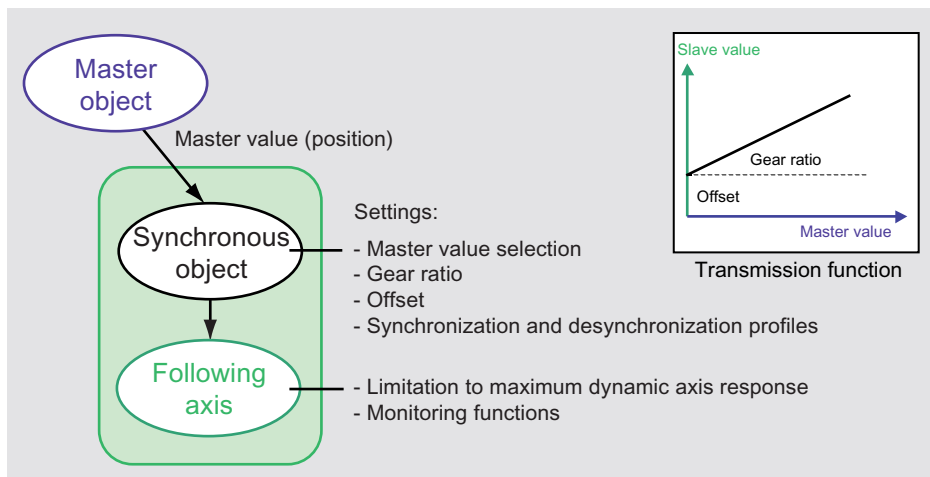 Master
object
Master value (position)
Synchronous
object
Following
axis
Settings:
- Master value selection
- Gear ratio
- Offset
- Synchronization and desynchronization profiles
- Limitation to maximum dynamic axis response
- Monitoring functions
Slave value
Gear ratio
Offset
Master value
Transmission function